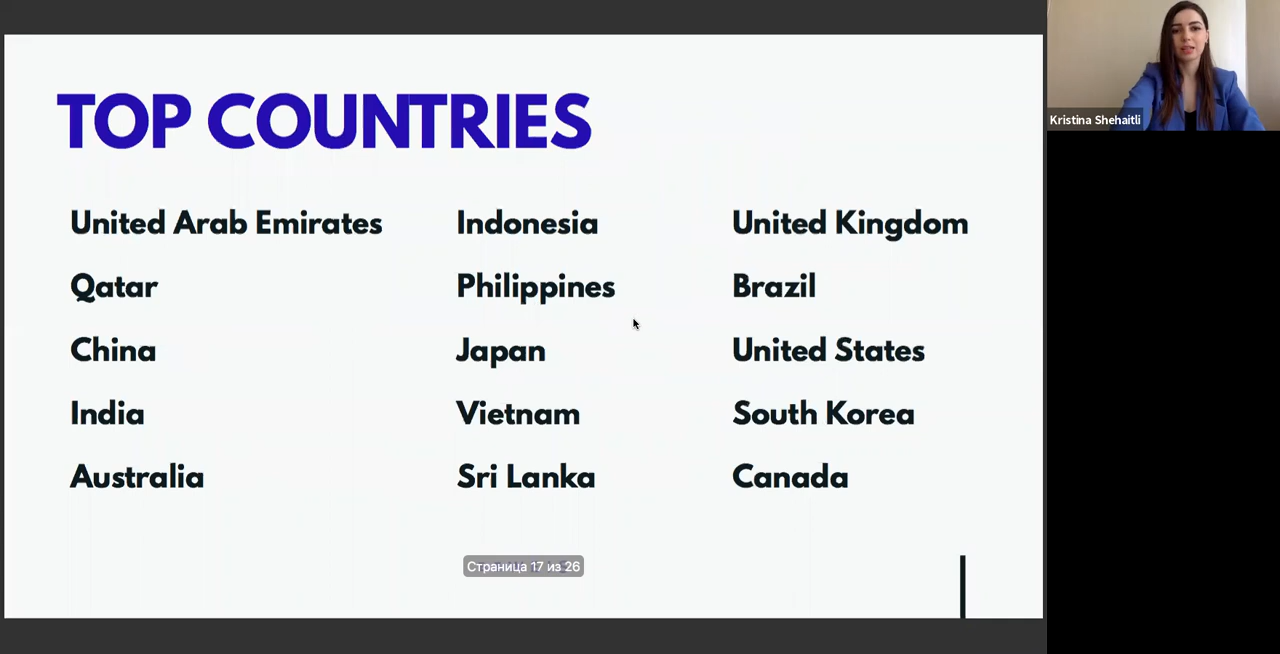 TOP COUNTRIES
United Arab Emirates
Qatar
China
India
Australia
Indonesia
Philippines
Japan
Vietnam
Sri Lanka
United Kingdom
Brazil
United States
South Korea
Canada
Страница 17 из 26
Kristina Shehaitli